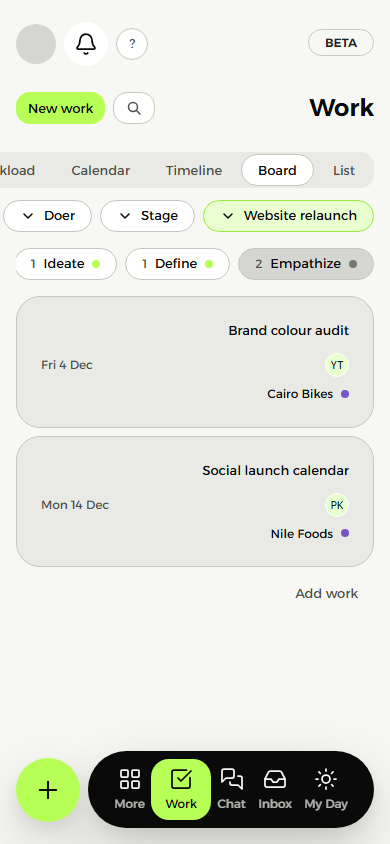 ?
BETA
New work
Work
kload
Calendar
Timeline
Board
List
Doer
Stage
Website relaunch
1 Ideate
1 Define
2 Empathize
Brand colour audit
Fri 4 Dec
YT
Cairo Bikes
Social launch calendar
Mon 14 Dec
PK
Nile Foods
Add work
More
Work
Chat
Inbox
My Day